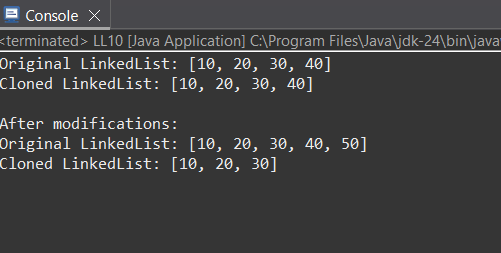 Console
<terminated> LL10 [Java Application] C:\Program Files\Java\jdk-24\bin\java
Original LinkedList: [10, 20, 30, 40]
Cloned LinkedList: [10, 20, 30, 40]
After modifications:
Original LinkedList: [10, 20, 30, 40, 50]
Cloned LinkedList: [10, 20, 30]